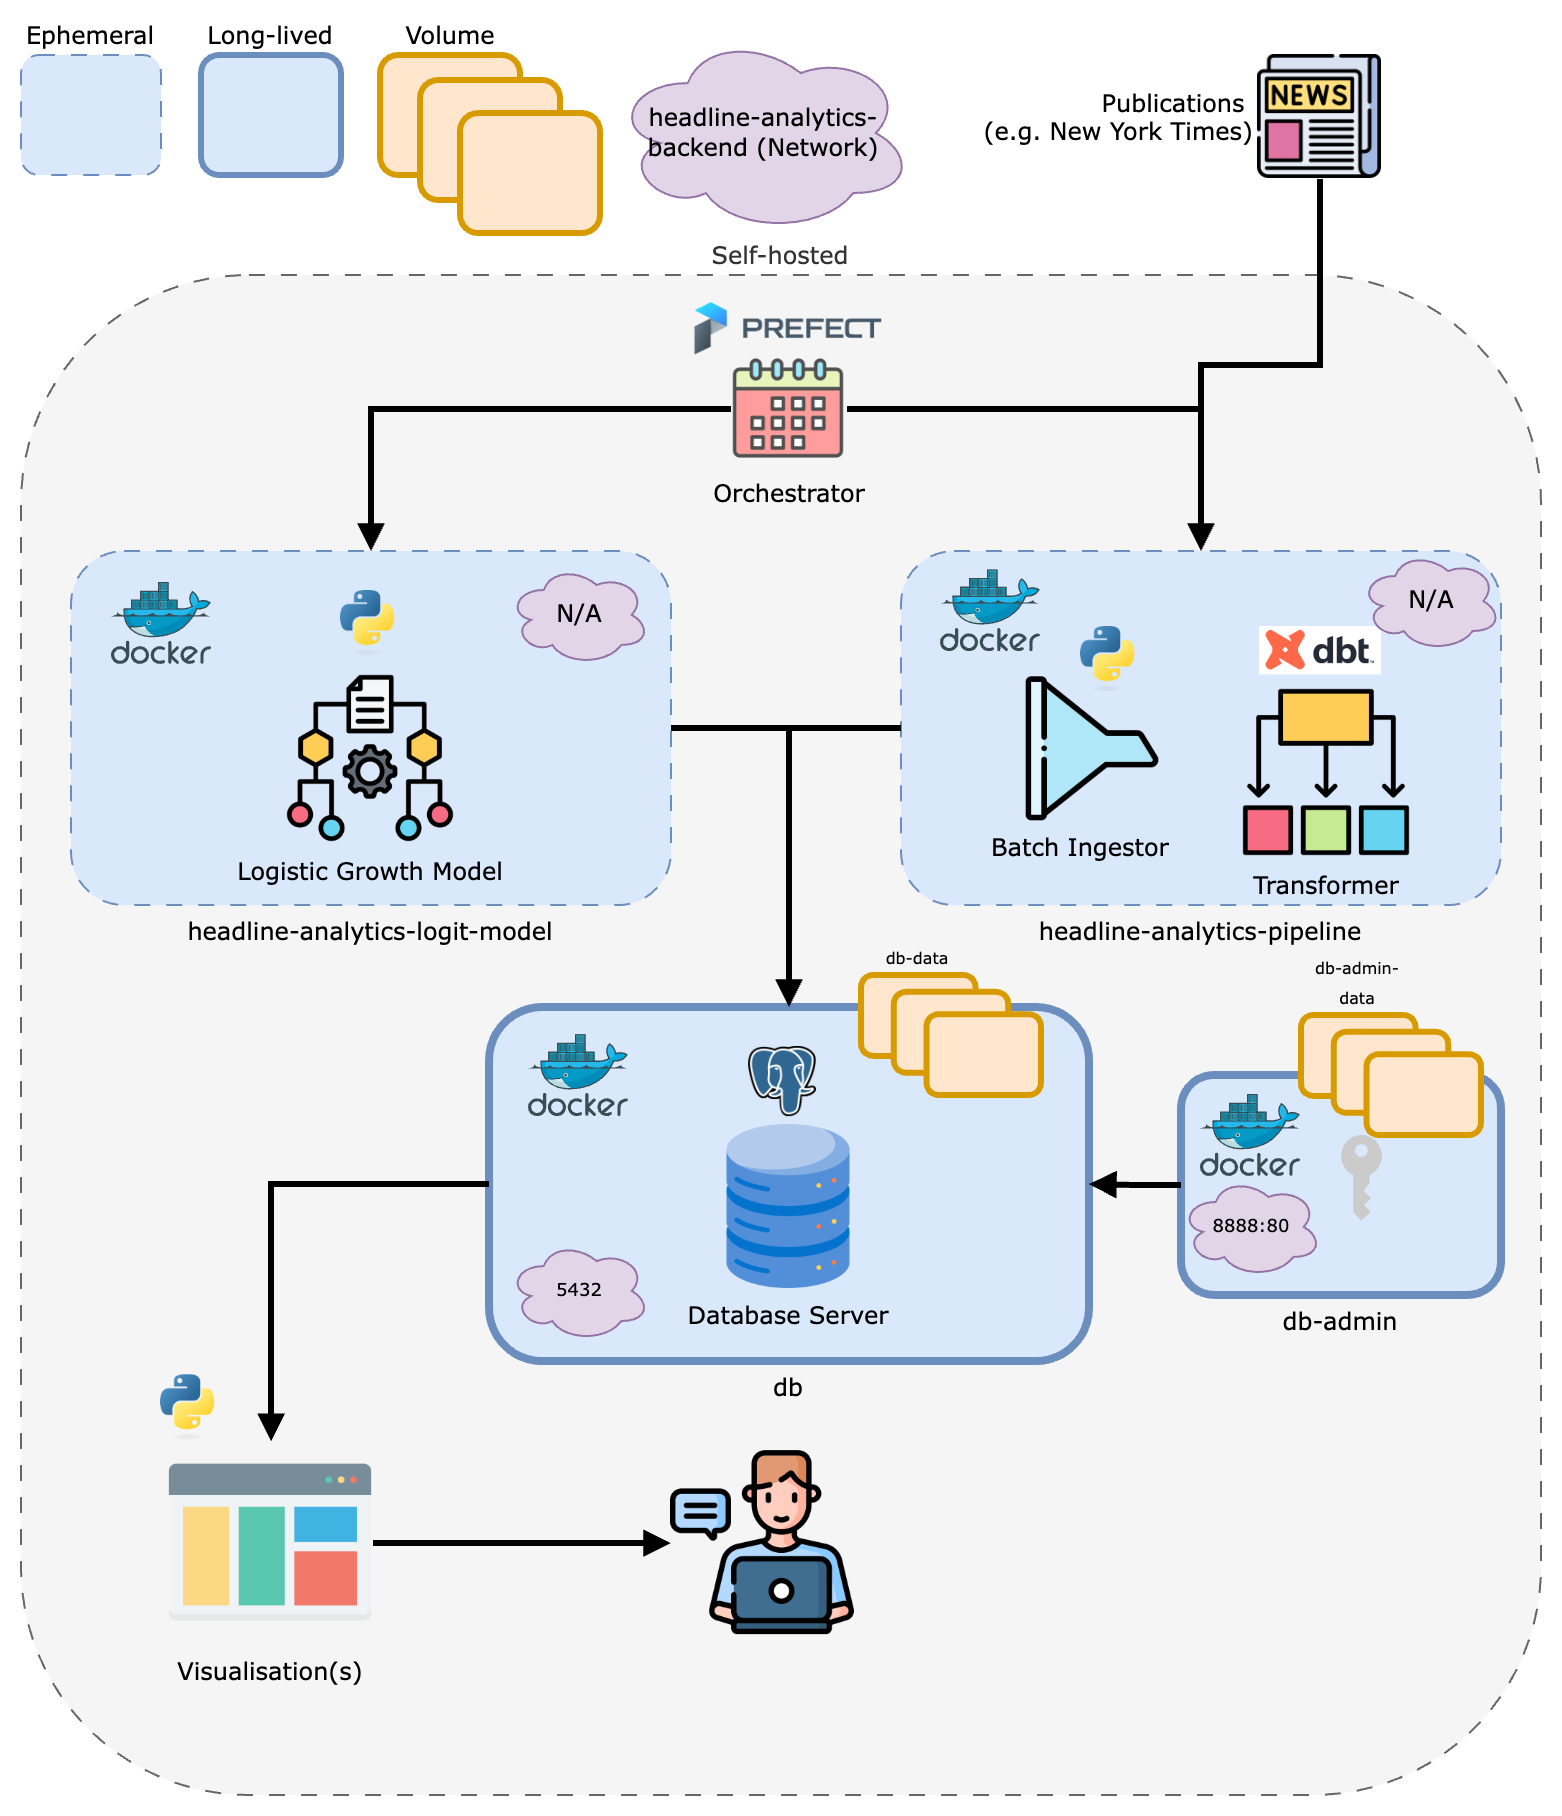 Ephemeral
Long-lived
Volume
headline-analytics-
backend (Network)
NEWS
Publications
(e.g. New York Times)
Self-hosted
PREFECT
Orchestrator
docker
N/A
Logistic Growth Model
headline-analytics-logit-model
docker
N/A
dbt
Batch Ingestor
Transformer
headline-analytics-pipeline
db-data
docker
5432
Database Server
db
db-admin-
data
docker
8888:80
db-admin
Visualisation(s)